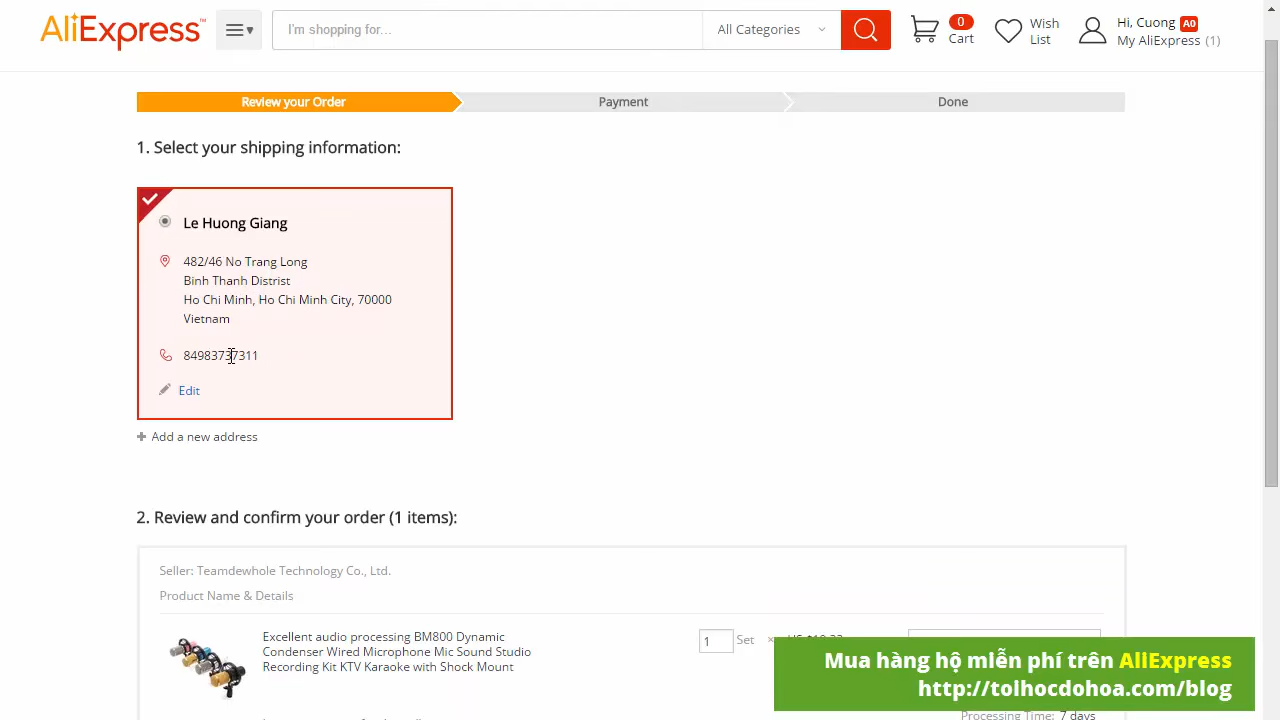 AliExpress™
I'm shopping for...
All Categories
0
Cart
Wish
List
Hi, Cuong A0
My AliExpress (1)
Review your Order
Payment
Done
1. Select your shipping information:
Le Huong Giang
482/46 No Trang Long
Binh Thanh Distrist
Ho Chi Minh, Ho Chi Minh City, 70000
Vietnam
84983737311
Edit
+ Add a new address
2. Review and confirm your order (1 items):
Seller: Teamdewhole Technology Co., Ltd.
Product Name & Details
Excellent audio processing BM800 Dynamic
Condenser Wired Microphone Mic Sound Studio
Recording Kit KTV Karaoke with Shock Mount
1 Set ×
Mua hàng hộ miễn phí trên AliExpress
http://toihocdohoa.com/blog
Processing Time: 7 days